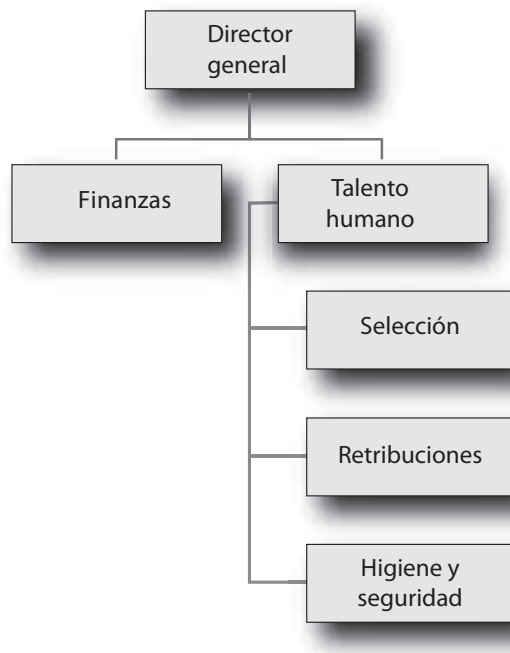 Director
general
Finanzas
Talento
humano
Selección
Retribuciones
Higiene y
seguridad